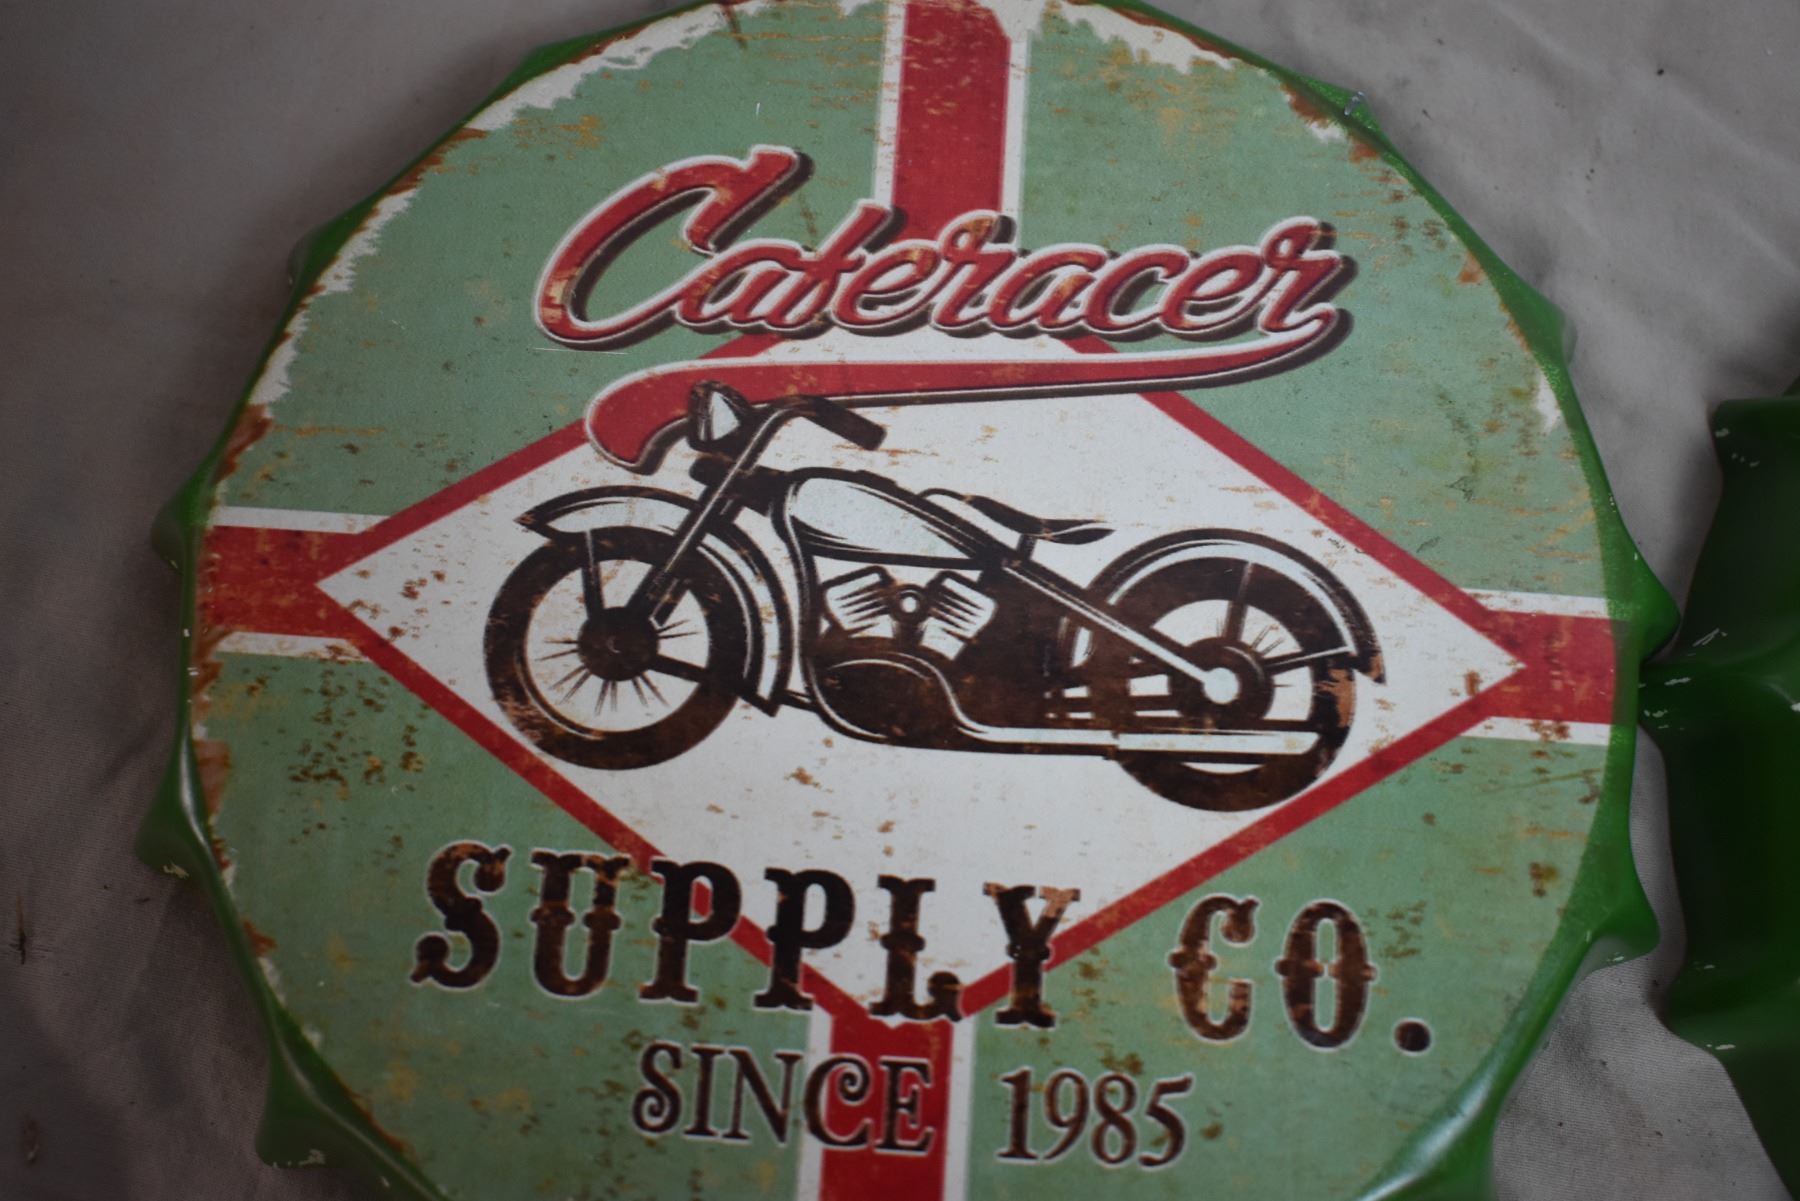 Caferacer
SUPPLY CO.
SINCE 1985